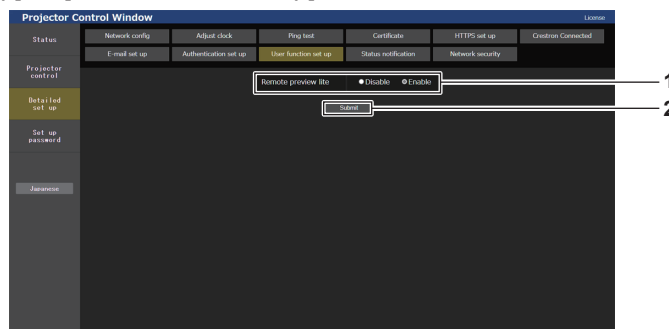 Projector Control Window
License
Status
Network config
Adjust clock
Ping test
Certificate
HTTPS set up
Crestron Connected
E-mail set up
Authentication set up
User function set up
Status notification
Network security
Projector
control
Remote preview lite
Disable
Enable
1
Submit
2
Detailed
set up
Set up
password
Japanese